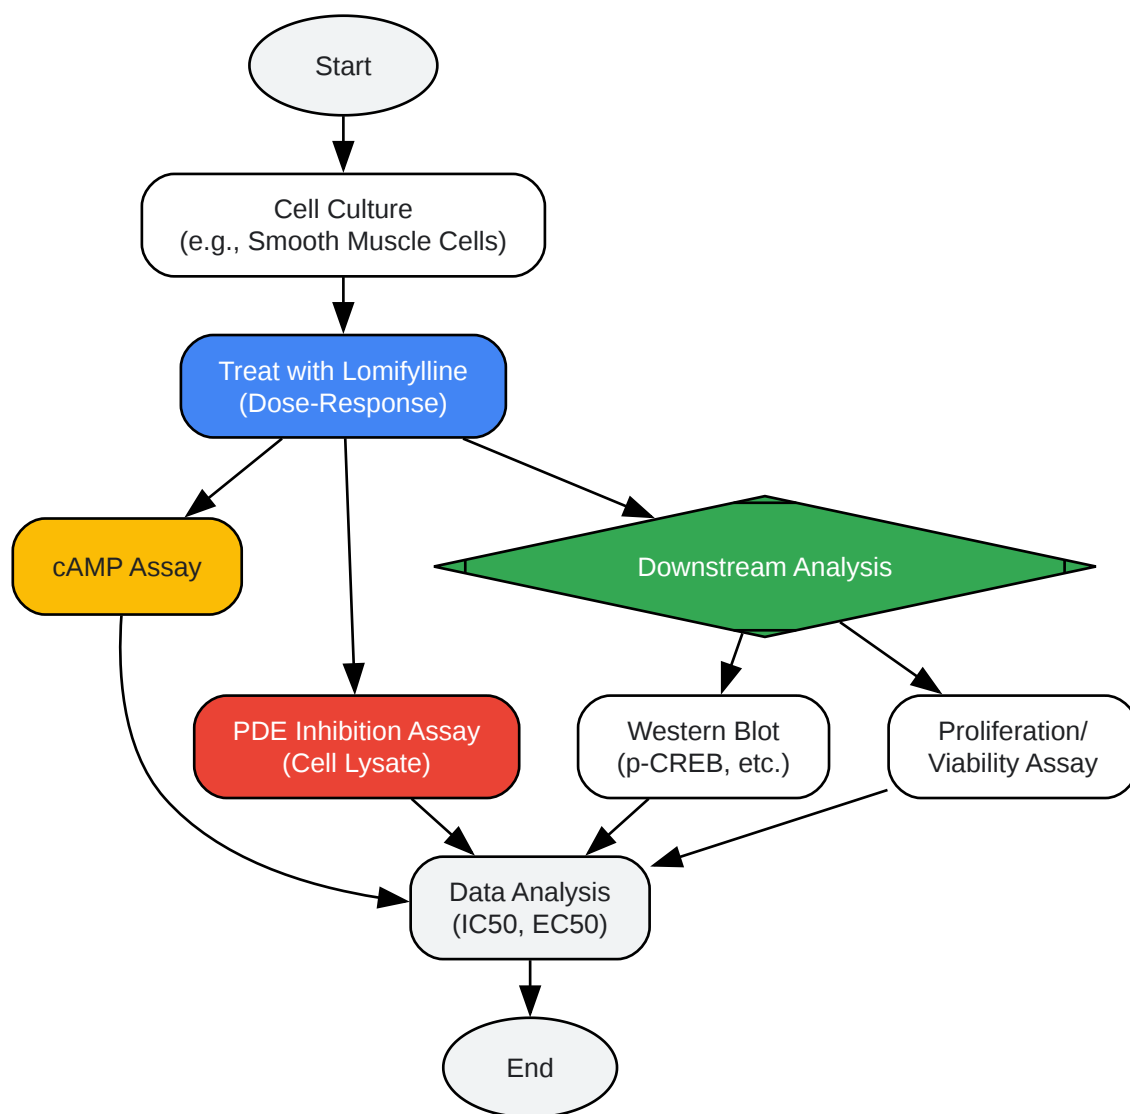 Start
Cell Culture
(e.g., Smooth Muscle Cells)
Treat with Lomifylline
(Dose-Response)
cAMP Assay
Downstream Analysis
PDE Inhibition Assay
(Cell Lysate)
Western Blot
(p-CREB, etc.)
Proliferation/
Viability Assay
Data Analysis
(IC50, EC50)
End